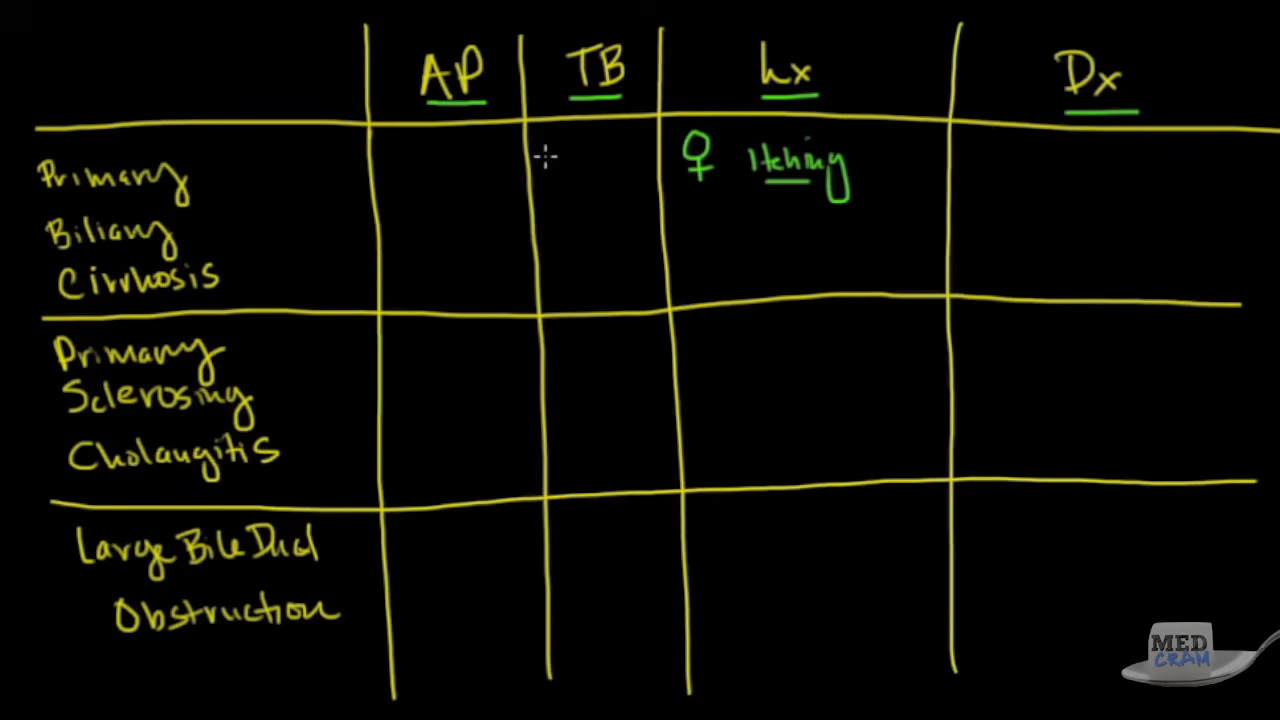 AP TB hx Dx
Primary
Biliary
Cirrhosis
♀ Itching
Primary
Sclerosing
Cholangitis
Large Bile Duct
Obstruction
MED
CRAM